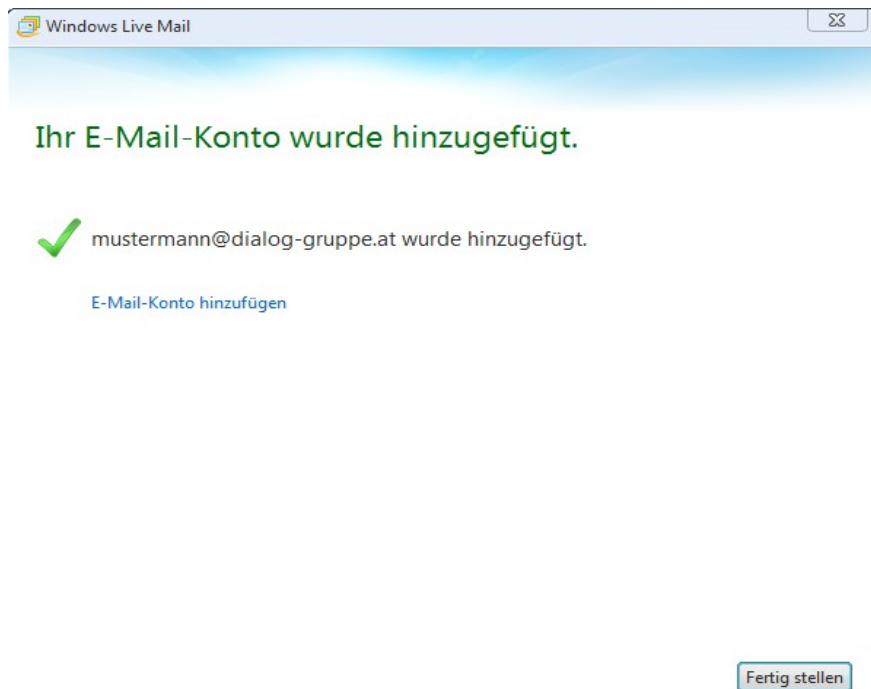 Windows Live Mail
Ihr E-Mail-Konto wurde hinzugefügt.
mustermann@dialog-gruppe.at wurde hinzugefügt.
E-Mail-Konto hinzufügen
Fertig stellen